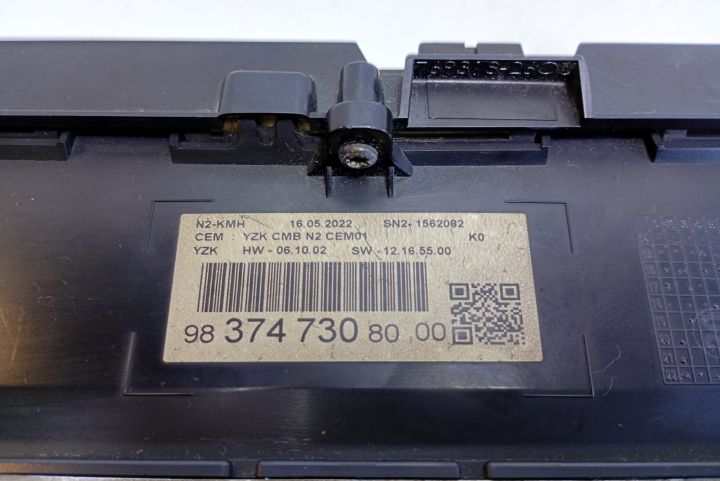 N2-KMH 16.05.2022 SN2- 1562082
CEM : YZK CMB N2 CEM01 K0
YZK HW - 06.10.02 SW - 12.16.55.00
98 374 730 80 00